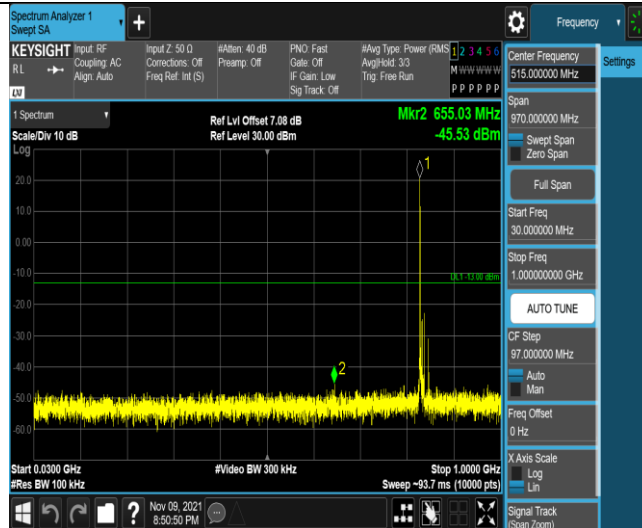 Spectrum Analyzer 1
Swept SA
Frequency
KEYSIGHT
Input: RF
Input Z: 50 Ω
#Atten: 40 dB
PNO: Fast
#Avg Type: Power (RMS
1 2 3 4 5 6
RL
Coupling: AC
Corrections: Off
Preamp: Off
Gate: Off
Avg|Hold: 3/3
M W W W W W
Align: Auto
Freq Ref: Int (S)
IF Gain: Low
Trig: Free Run
Sig Track: Off
P P P P P P
LXI
Center Frequency
515.000000 MHz
Settings
Span
970.000000 MHz
Swept Span
Zero Span
Full Span
Start Freq
30.000000 MHz
Stop Freq
1.000000000 GHz
AUTO TUNE
CF Step
97.000000 MHz
Auto
Man
Freq Offset
0 Hz
X Axis Scale
Log
Lin
Signal Track
(Span Zoom)
1 Spectrum
Scale/Div 10 dB
Ref Lvl Offset 7.08 dB
Ref Level 30.00 dBm
Mkr2 655.03 MHz
-45.53 dBm
Log
1
20.0
10.0
0.00
-10.0
DL1 -13.00 dBm
-20.0
-30.0
-40.0
2
-50.0
-60.0
Start 0.0300 GHz
#Video BW 300 kHz
Stop 1.0000 GHz
#Res BW 100 kHz
Sweep ~93.7 ms (10000 pts)
?
Nov 09, 2021
8:50:50 PM